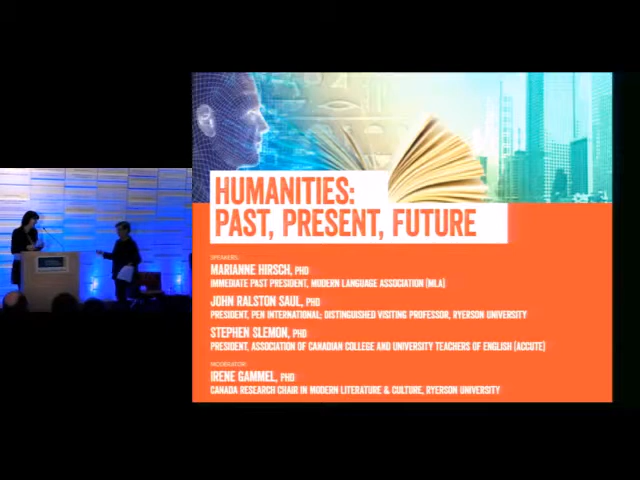 HUMANITIES:
PAST, PRESENT, FUTURE
SPEAKERS:
MARIANNE HIRSCH, PHD
IMMEDIATE PAST PRESIDENT, MODERN LANGUAGE ASSOCIATION (MLA)
JOHN RALSTON SAUL, PHD
PRESIDENT, PEN INTERNATIONAL; DISTINGUISHED VISITING PROFESSOR, RYERSON UNIVERSITY
STEPHEN SLEMON, PHD
PRESIDENT, ASSOCIATION OF CANADIAN COLLEGE AND UNIVERSITY TEACHERS OF ENGLISH (ACCUTE)
MODERATOR:
IRENE GAMMEL, PHD
CANADA RESEARCH CHAIR IN MODERN LITERATURE & CULTURE, RYERSON UNIVERSITY